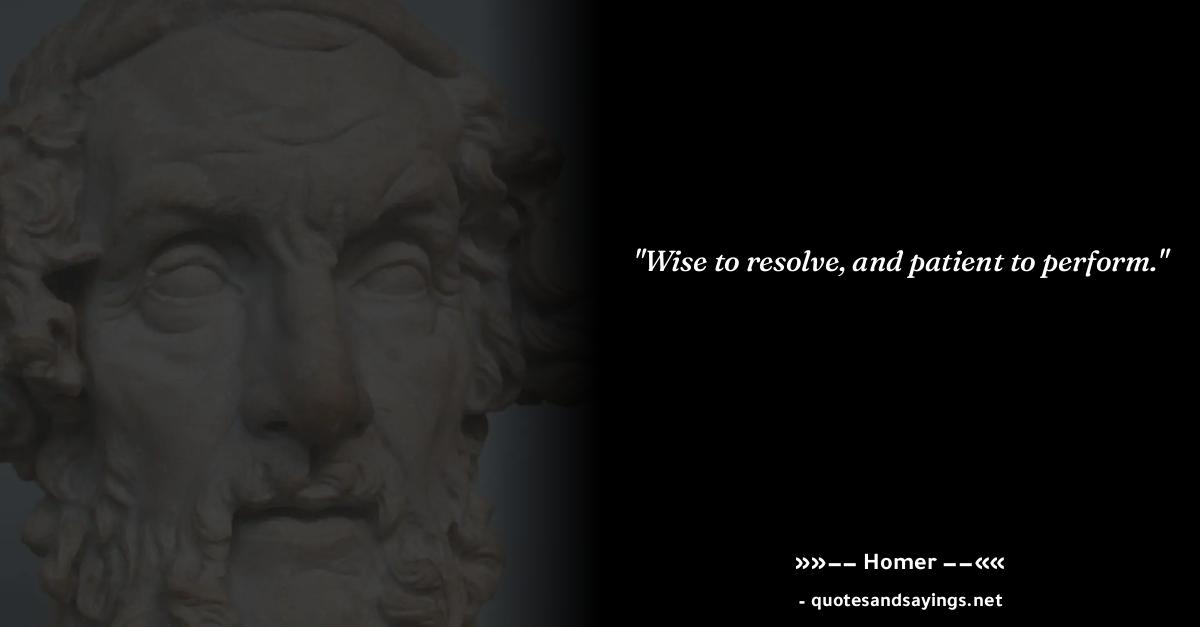 "Wise to resolve, and patient to perform."
»»−− Homer −−««
- quotesandsayings.net